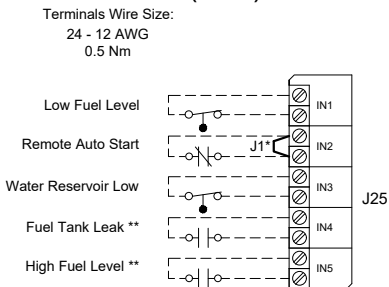 Terminals Wire Size:
24 - 12 AWG
0.5 Nm
Low Fuel Level
IN1
Remote Auto Start
J1*
IN2
Water Reservoir Low
IN3
J25
Fuel Tank Leak **
IN4
High Fuel Level **
IN5